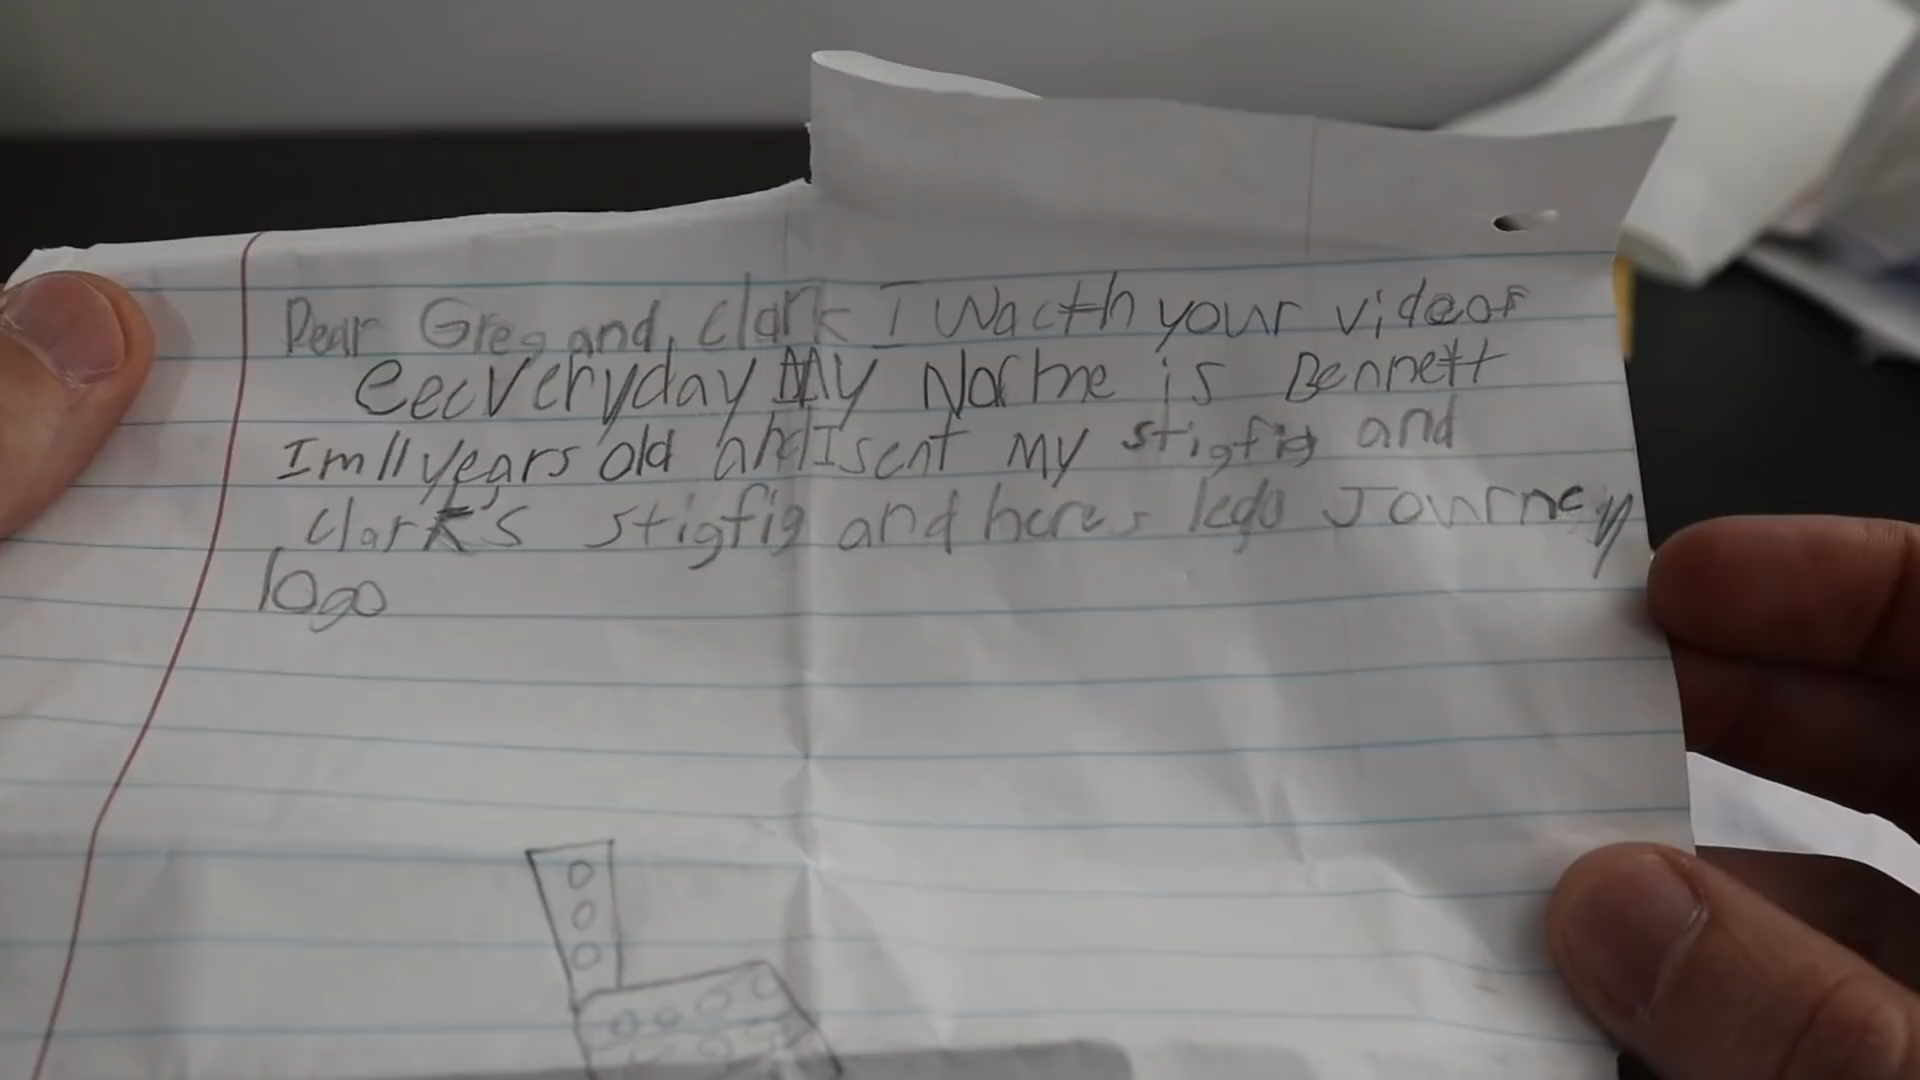 Dear Greg and, Clark I Wacth your videos
eecveryday My Name is Bennett
Im 11 years old and I sent my stigfig and
Clark's stigfig and heres lego Journey
logo